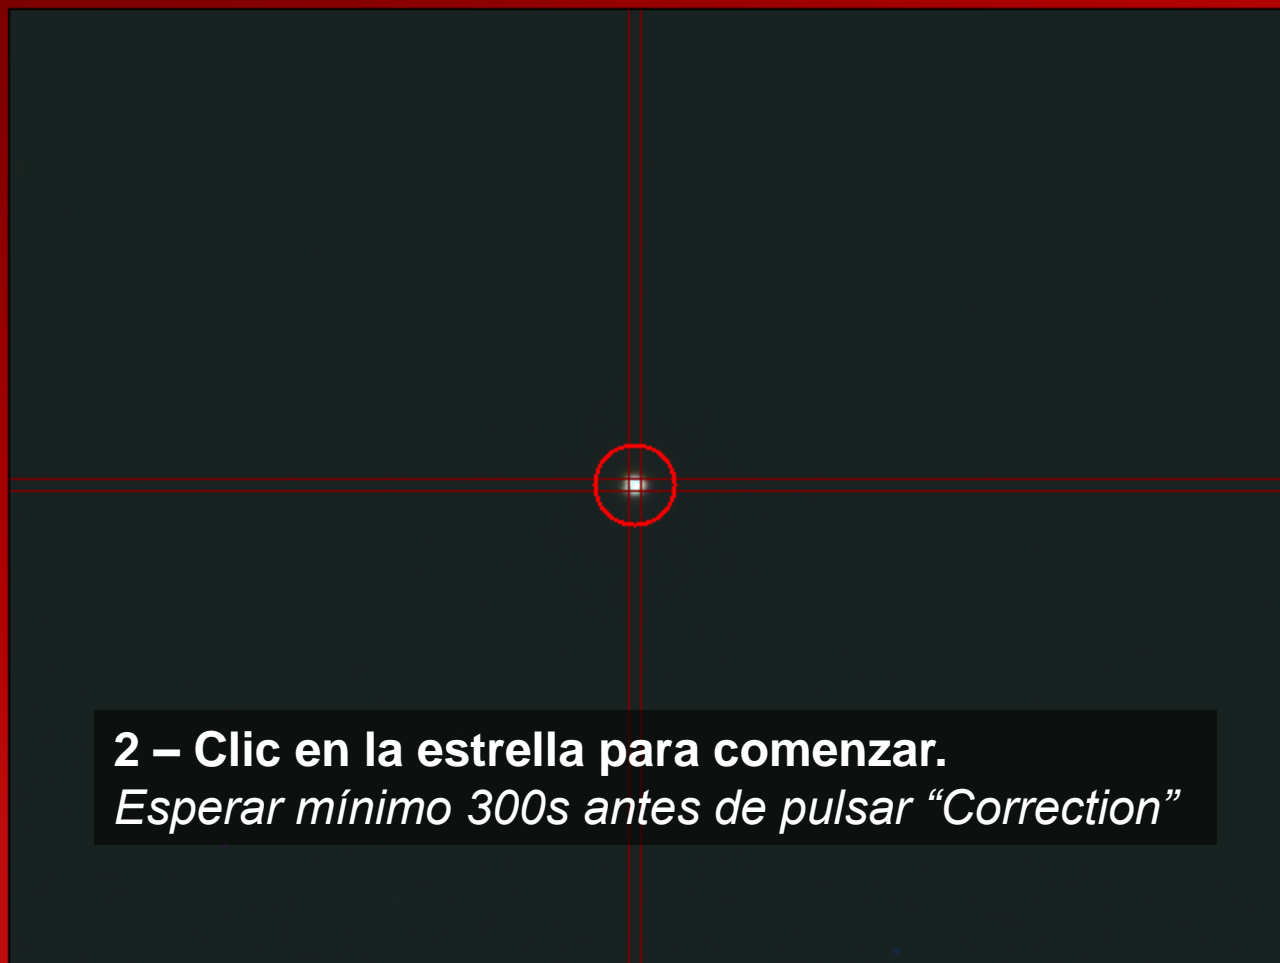 2 – Clic en la estrella para comenzar.
Esperar mínimo 300s antes de pulsar “Correction”